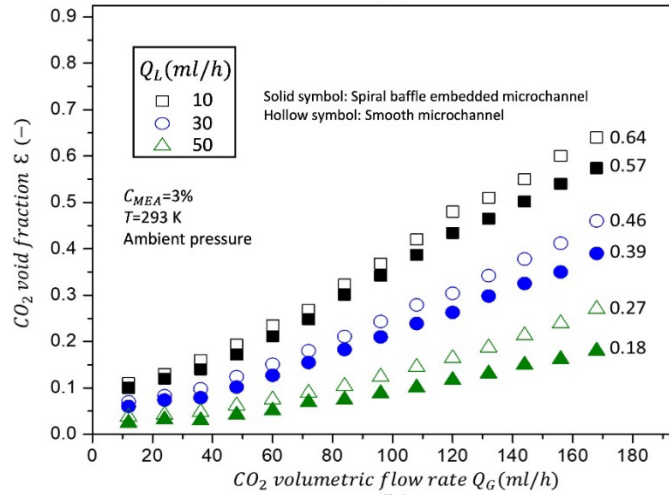 0.9
0.8
0.7
0.6
0.5
0.4
0.3
0.2
0.1
0.0
CO₂ void fraction Ɛ (−)
Q_L(ml/h)
10
30
50
Solid symbol: Spiral baffle embedded microchannel
Hollow symbol: Smooth microchannel
C_MEA=3%
T=293 K
Ambient pressure
0.64
0.57
0.46
0.39
0.27
0.18
0 20 40 60 80 100 120 140 160 180
CO₂ volumetric flow rate Q_G(ml/h)